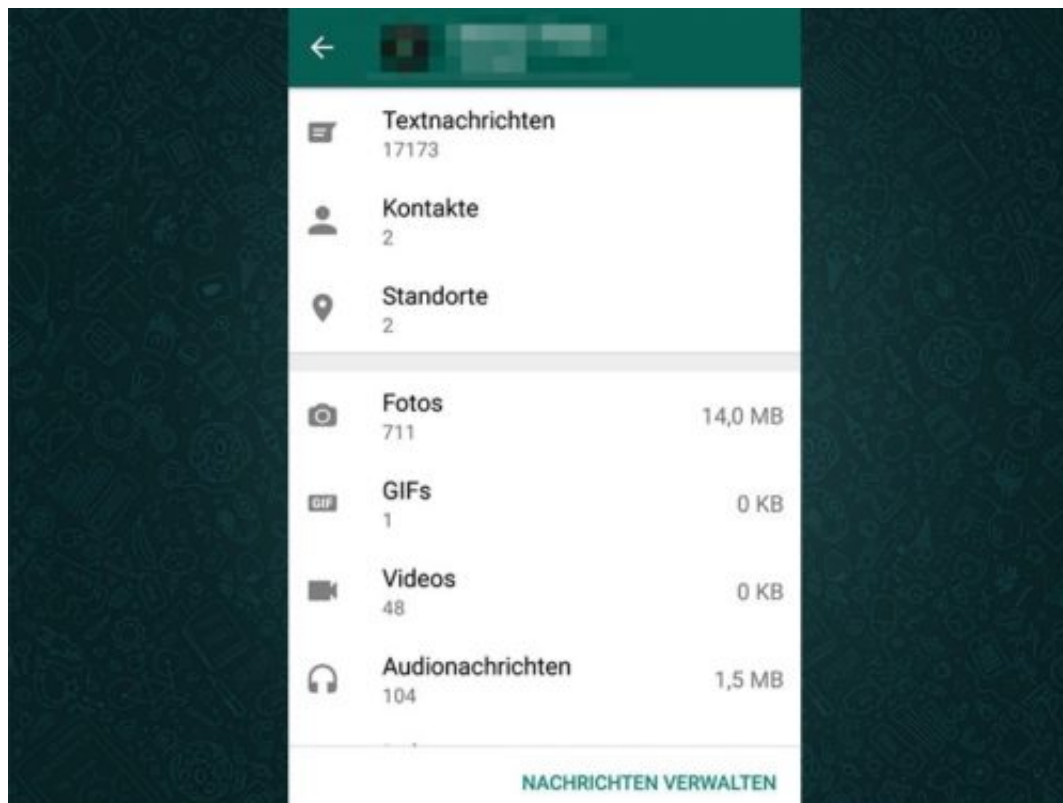 Textnachrichten
17173
Kontakte
2
Standorte
2
Fotos
711
14,0 MB
GIF
GIFs
1
0 KB
Videos
48
0 KB
Audionachrichten
104
1,5 MB
NACHRICHTEN VERWALTEN